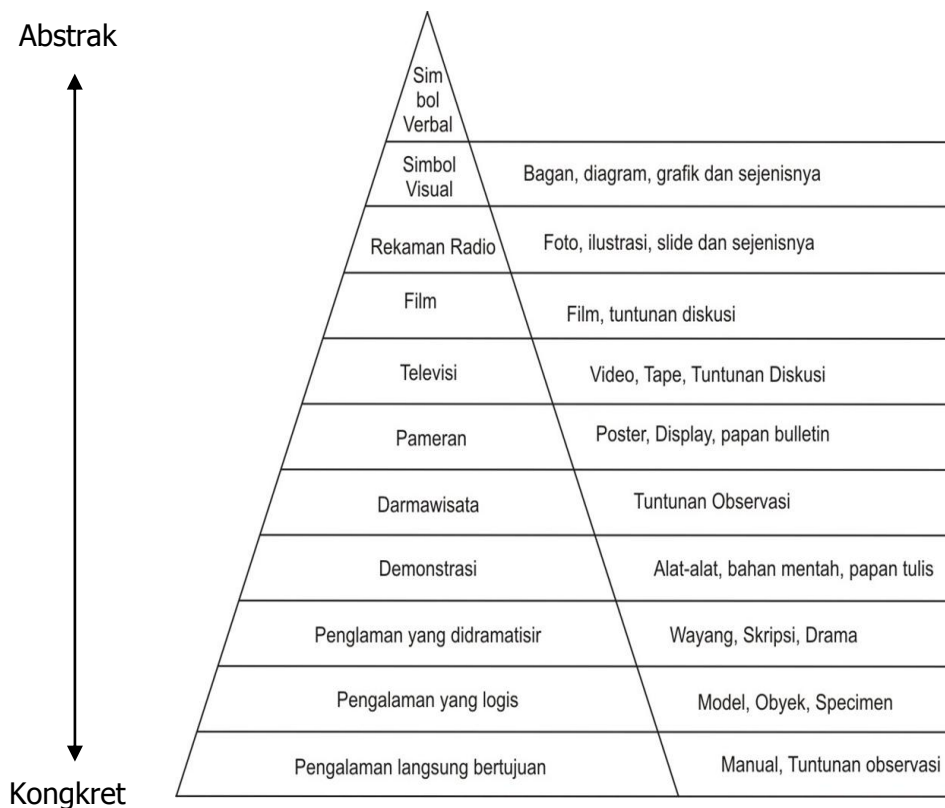 Abstrak
Sim
bol
Verbal
Simbol
Visual
Bagan, diagram, grafik dan sejenisnya
Rekaman Radio
Foto, ilustrasi, slide dan sejenisnya
Film
Film, tuntunan diskusi
Televisi
Video, Tape, Tuntunan Diskusi
Pameran
Poster, Display, papan bulletin
Darmawisata
Tuntunan Observasi
Demonstrasi
Alat-alat, bahan mentah, papan tulis
Penglaman yang didramatisir
Wayang, Skripsi, Drama
Pengalaman yang logis
Model, Obyek, Specimen
Pengalaman langsung bertujuan
Manual, Tuntunan observasi
Kongkret